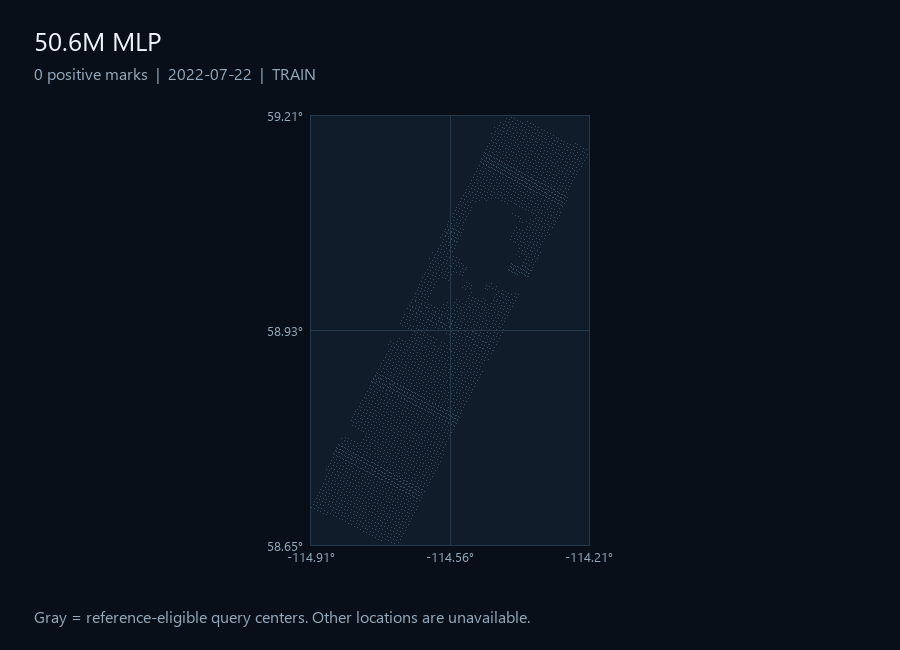 50.6M MLP
0 positive marks | 2022-07-22 | TRAIN
59.21°
58.93°
58.65°
-114.91° -114.56° -114.21°
Gray = reference-eligible query centers. Other locations are unavailable.